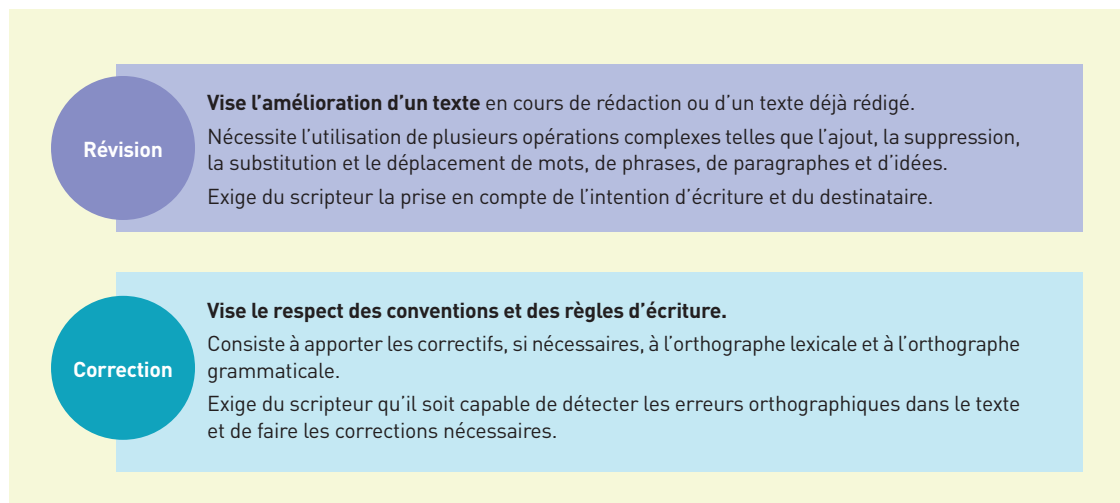 Révision
Vise l’amélioration d’un texte en cours de rédaction ou d’un texte déjà rédigé.
Nécessite l’utilisation de plusieurs opérations complexes telles que l’ajout, la suppression,
la substitution et le déplacement de mots, de phrases, de paragraphes et d’idées.
Exige du scripteur la prise en compte de l’intention d’écriture et du destinataire.
Correction
Vise le respect des conventions et des règles d’écriture.
Consiste à apporter les correctifs, si nécessaires, à l’orthographe lexicale et à l’orthographe
grammaticale.
Exige du scripteur qu’il soit capable de détecter les erreurs orthographiques dans le texte
et de faire les corrections nécessaires.